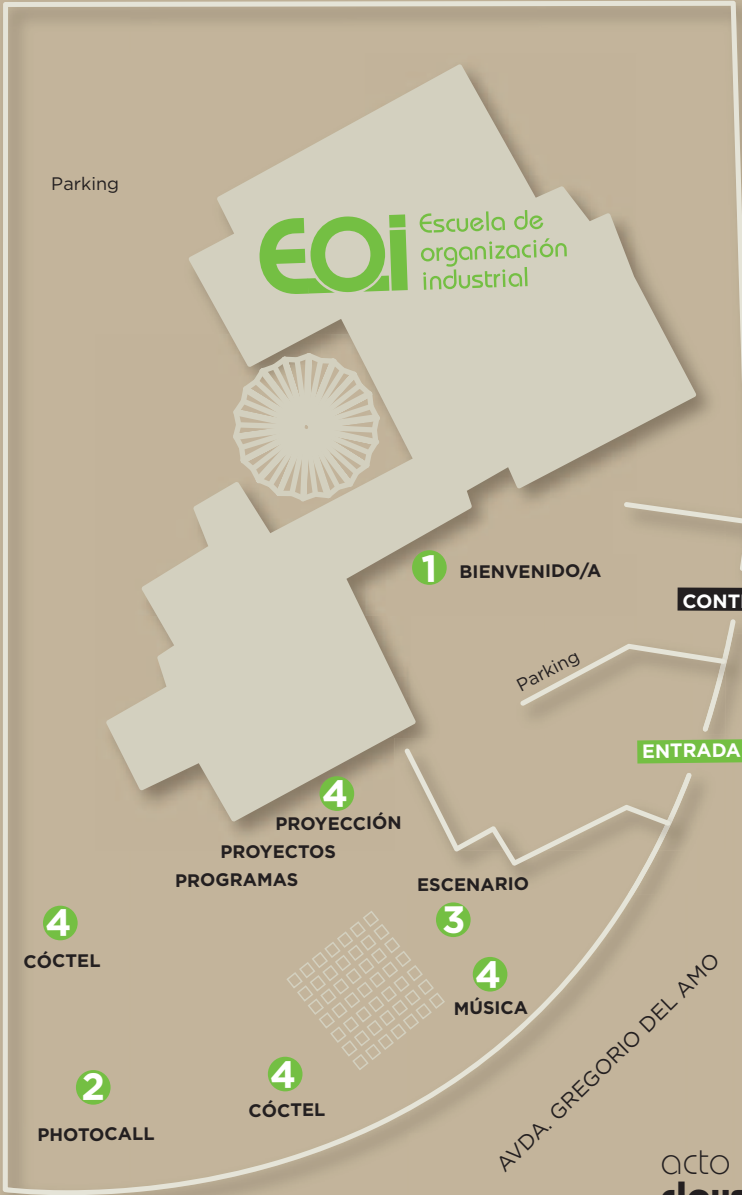 Parking
EOi
Escuela de
organización
industrial
1 BIENVENIDO/A
Parking
ENTRADA
4
PROYECCIÓN
PROYECTOS
PROGRAMAS
ESCENARIO
3
4
CÓCTEL
4
MÚSICA
AVDA. GREGORIO DEL AMO
4
CÓCTEL
2
PHOTOCALL
acto